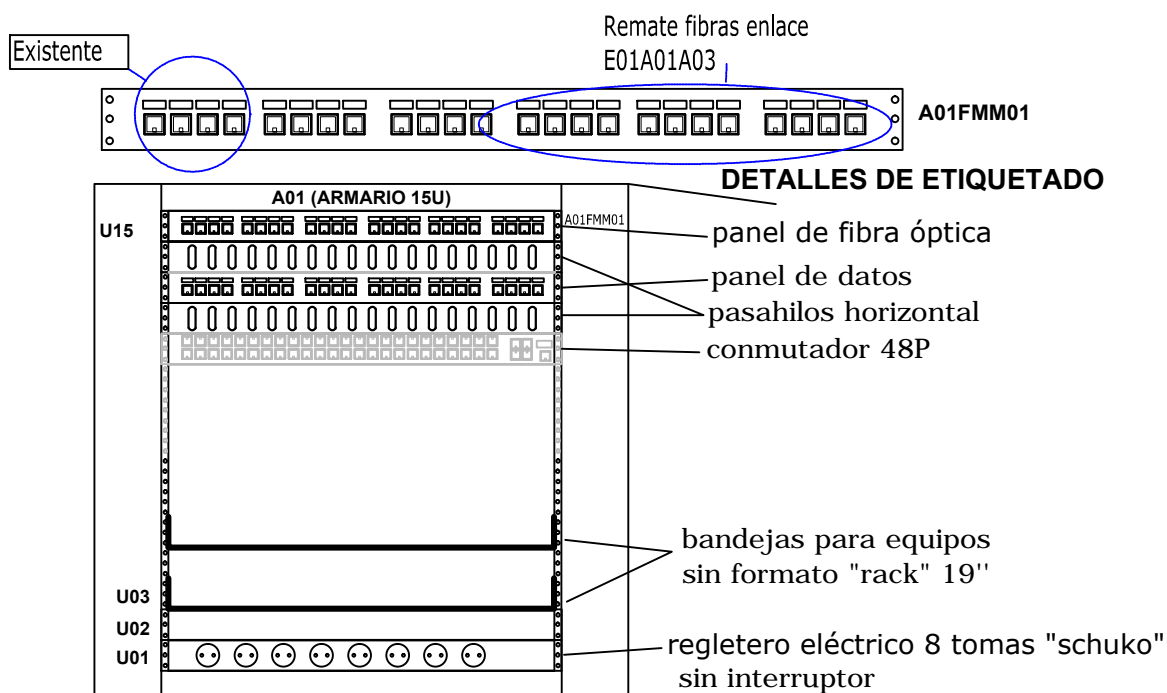 Remate fibras enlace
E01A01A03
Existente
A01FMM01
DETALLES DE ETIQUETADO
A01 (ARMARIO 15U)
U15
A01FMM01
panel de fibra óptica
panel de datos
pasahilos horizontal
conmutador 48P
bandejas para equipos
sin formato "rack" 19''
U03
U02
U01
regletero eléctrico 8 tomas "schuko"
sin interruptor